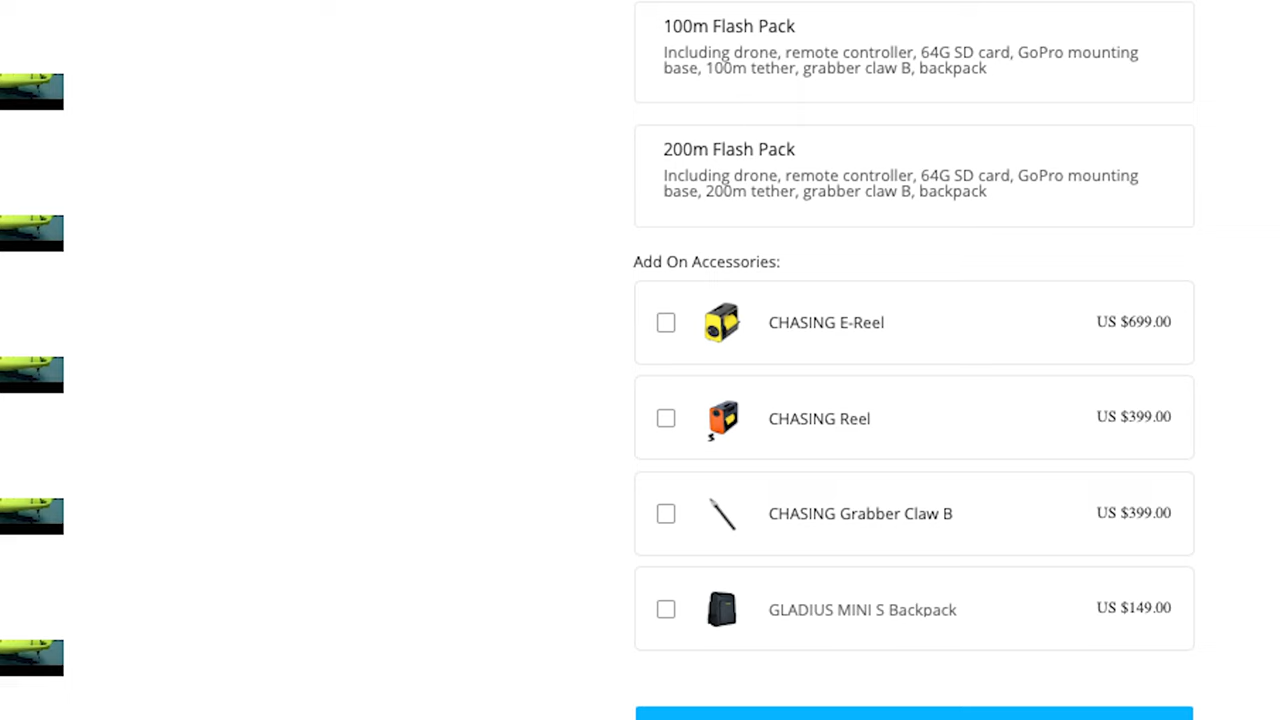 100m Flash Pack
Including drone, remote controller, 64G SD card, GoPro mounting
base, 100m tether, grabber claw B, backpack
200m Flash Pack
Including drone, remote controller, 64G SD card, GoPro mounting
base, 200m tether, grabber claw B, backpack
Add On Accessories:
CHASING E-Reel US $699.00
CHASING Reel US $399.00
CHASING Grabber Claw B US $399.00
GLADIUS MINI S Backpack US $149.00